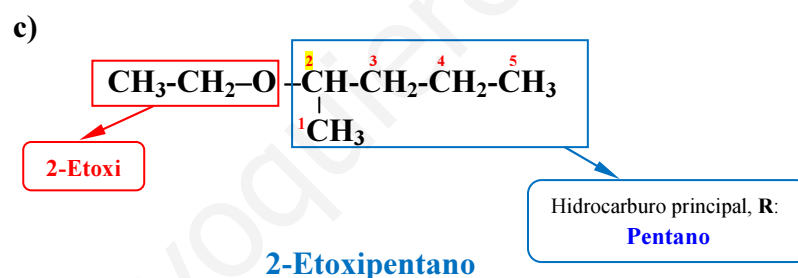 c)
2 3 4 5
CH₃-CH₂–O –CH-CH₂-CH₂-CH₃
¹CH₃
2-Etoxi
Hidrocarburo principal, R:
Pentano
2-Etoxipentano